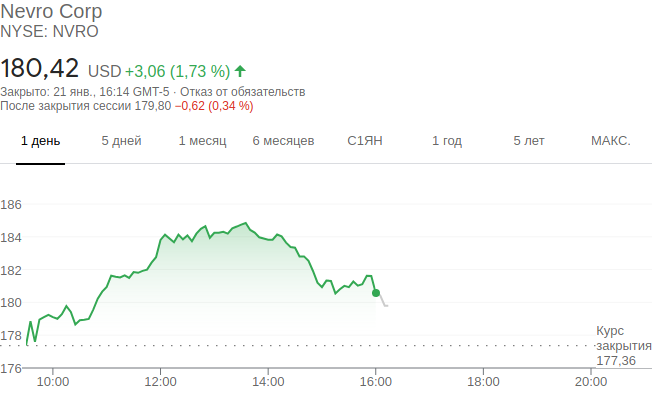 Nevro Corp
NYSE: NVRO
180,42 USD +3,06 (1,73 %)
Закрыто: 21 янв., 16:14 GMT-5 · Отказ от обязательств
После закрытия сессии 179,80 −0,62 (0,34 %)
1 день 5 дней 1 месяц 6 месяцев С1ЯН 1 год 5 лет МАКС.
186
184
182
180
178
176
Курс
закрытия
177,36
10:00 12:00 14:00 16:00 18:00 20:00